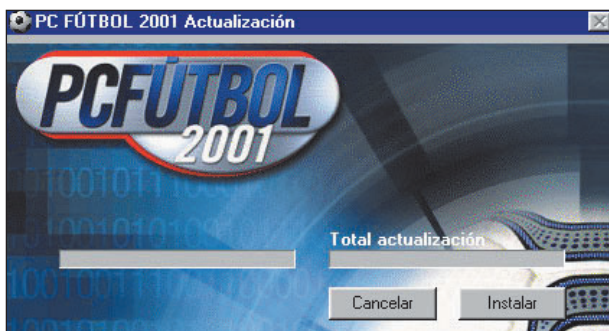 PC FÚTBOL 2001 Actualización
PCFÚTBOL
2001
Total actualización
Cancelar
Instalar